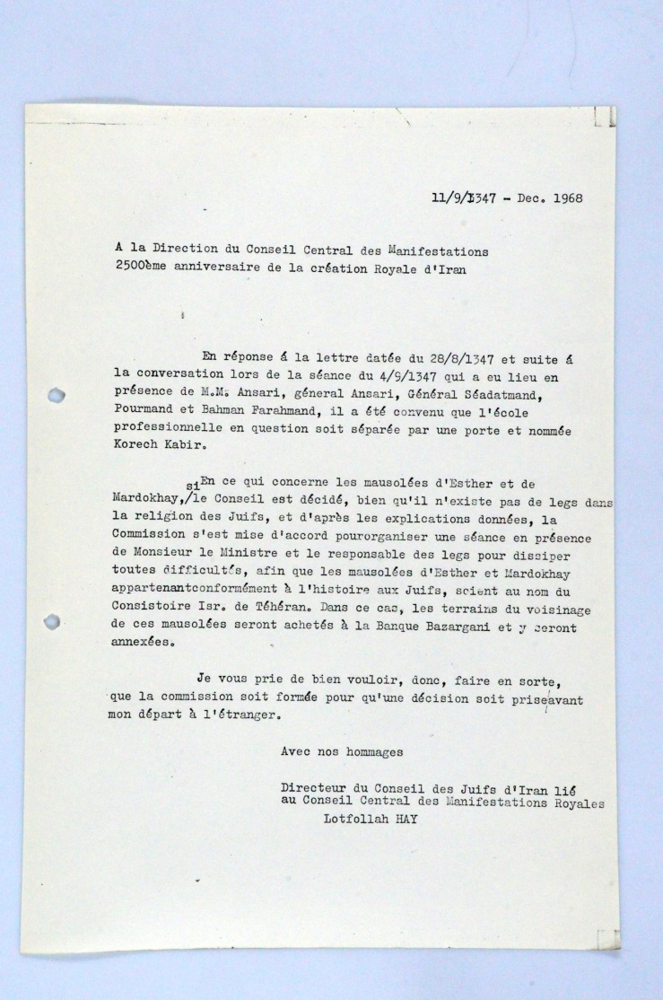 11/9/1347 - Dec. 1968
A la Direction du Conseil Central des Manifestations
2500ème anniversaire de la création Royale d'Iran
En réponse á la lettre datée du 28/8/1347 et suite á
la conversation lors de la séance du 4/9/1347 qui a eu lieu en
présence de M.M. Ansari, géneral Ansari, Général Séadatmand,
Pourmand et Bahman Farahmand, il a été convenu que l'école
professionnelle en question soit séparée par une porte et nommée
Korech Kabir.
En ce qui concerne les mausolées d'Esther et de
Mardokhay,/si le Conseil est décidé, bien qu'il n'existe pas de legs dans
la religion des Juifs, et d'après les explications données, la
Commission s'est mise d'accord pourorganiser une séance en présence
de Monsieur le Ministre et le responsable des legs pour dissiper
toutes difficultés, afin que les mausolées d'Esther et Mardokhay
appartenantconformément à l'histoire aux Juifs, soient au nom du
Consistoire Isr. de Téhéran. Dans ce cas, les terrains du voisinage
de ces mausolées seront achetés à la Banque Bazargani et y seront
annexées.
Je vous prie de bien vouloir, donc, faire en sorte,
que la commission soit formée pour qu'une décision soit prise/avant
mon départ à l'étranger.
Avec nos hommages
Directeur du Conseil des Juifs d'Iran lié
au Conseil Central des Manifestations Royales
Lotfollah HAY